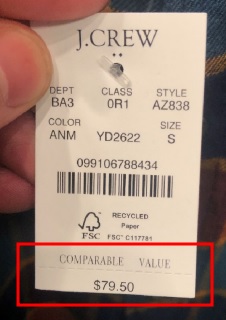 J.CREW
DEPT CLASS STYLE
BA3 0R1 AZ838
COLOR SIZE
ANM YD2622 S
099106788434
FSC
RECYCLED
Paper
FSC® C117781
COMPARABLE VALUE
$79.50